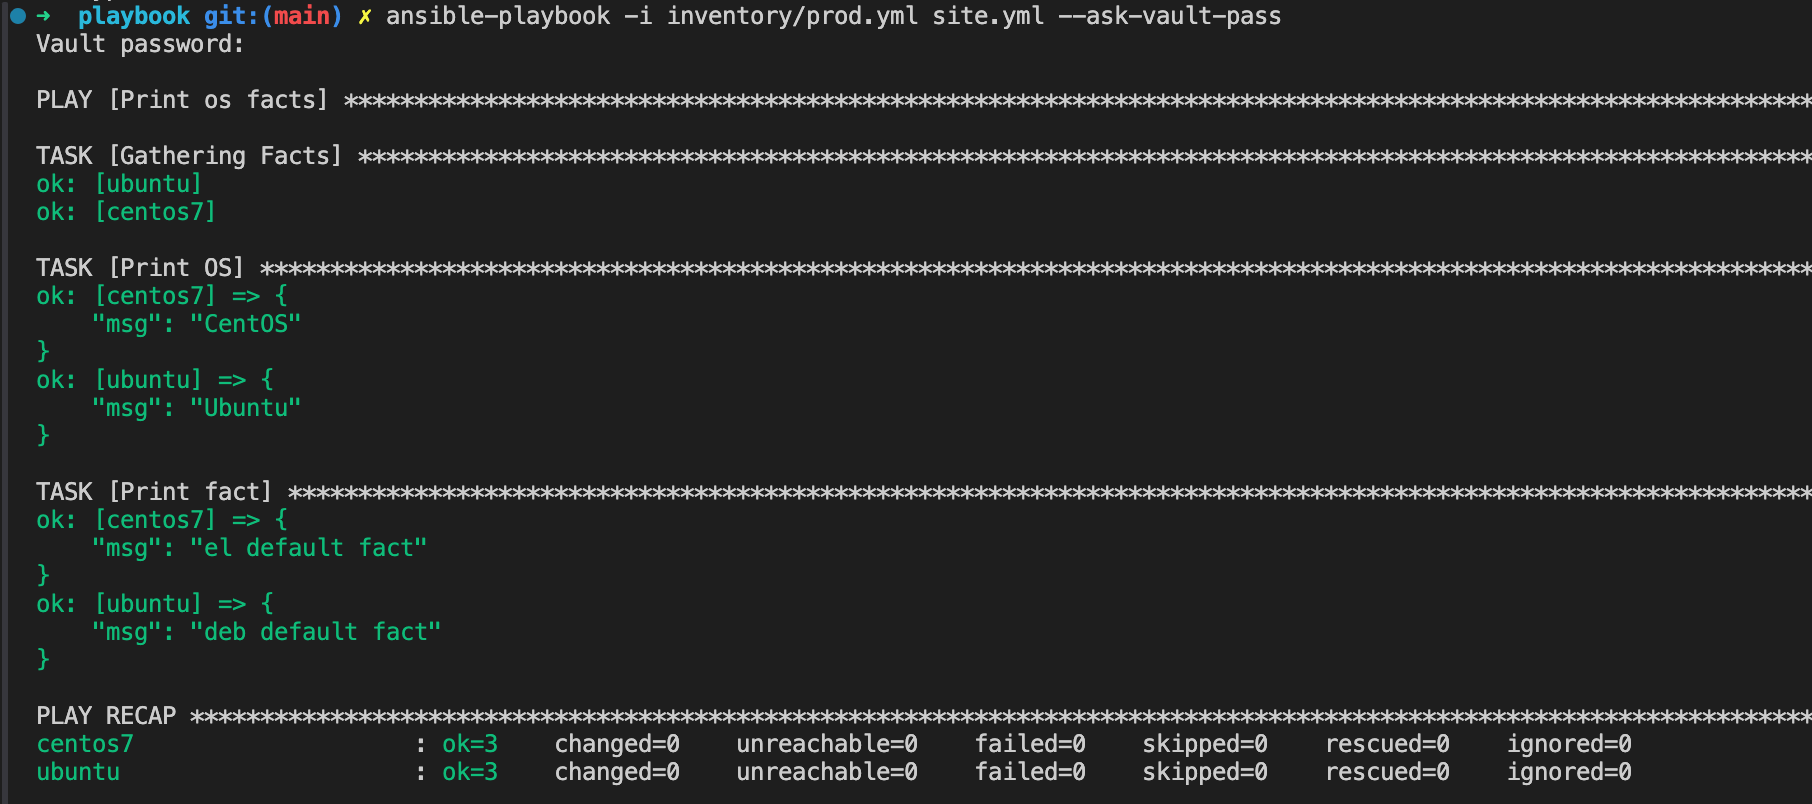 ➜  playbook git:(main) ✗ ansible-playbook -i inventory/prod.yml site.yml --ask-vault-pass
Vault password:
PLAY [Print os facts] *********************************************************************************************************
TASK [Gathering Facts] ********************************************************************************************************
ok: [ubuntu]
ok: [centos7]
TASK [Print OS] ***************************************************************************************************************
ok: [centos7] => {
    "msg": "CentOS"
}
ok: [ubuntu] => {
    "msg": "Ubuntu"
}
TASK [Print fact] *************************************************************************************************************
ok: [centos7] => {
    "msg": "el default fact"
}
ok: [ubuntu] => {
    "msg": "deb default fact"
}
PLAY RECAP ********************************************************************************************************************
centos7                    : ok=3    changed=0    unreachable=0    failed=0    skipped=0    rescued=0    ignored=0
ubuntu                     : ok=3    changed=0    unreachable=0    failed=0    skipped=0    rescued=0    ignored=0